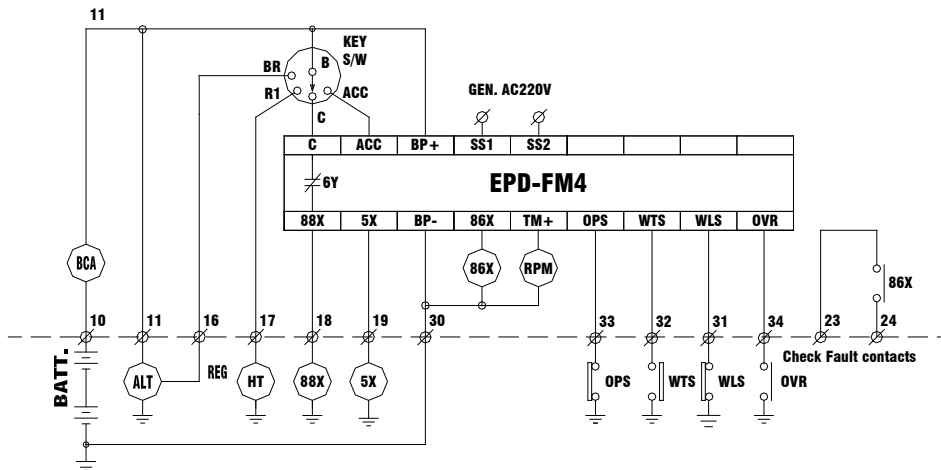 11
KEY
S/W
BR
B
R1
ACC
C
GEN. AC220V
C ACC BP+ SS1 SS2
6Y
EPD-FM4
88X 5X BP- 86X TM+ OPS WTS WLS OVR
BCA
86X
RPM
86X
10 11 16 17 18 19 30 33 32 31 34 23 24
Check Fault contacts
BATT.
ALT
REG
HT
88X
5X
OPS
WTS
WLS
OVR